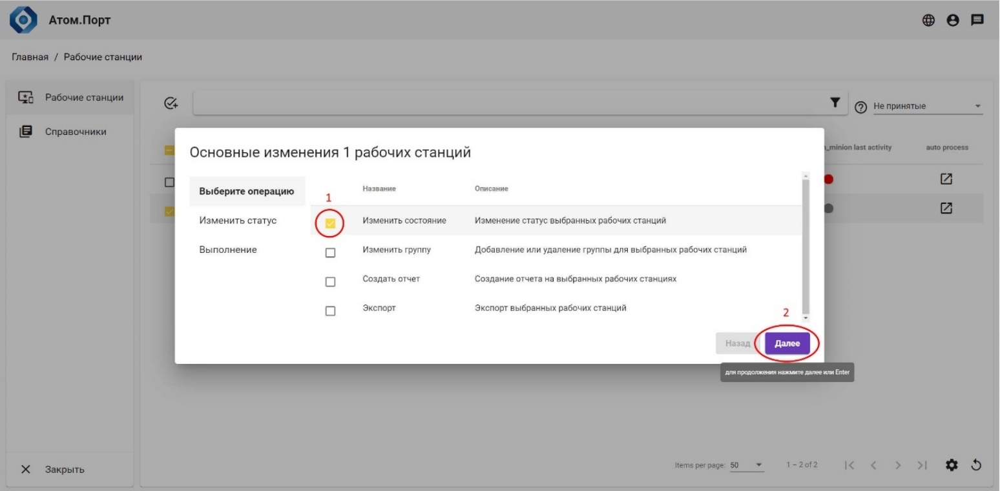 Атом.Порт
Главная / Рабочие станции
Рабочие станции
Справочники
Не принятые
_minion last activity
auto process
Основные изменения 1 рабочих станций
Выберите операцию
Изменить статус
Выполнение
1
Название
Описание
Изменить состояние
Изменение статус выбранных рабочих станций
Изменить группу
Добавление или удаление группы для выбранных рабочих станций
Создать отчет
Создание отчета на выбранных рабочих станциях
Экспорт
Экспорт выбранных рабочих станций
2
Назад
Далее
для продолжения нажмите далее или Enter
Закрыть
Items per page: 50
1 – 2 of 2